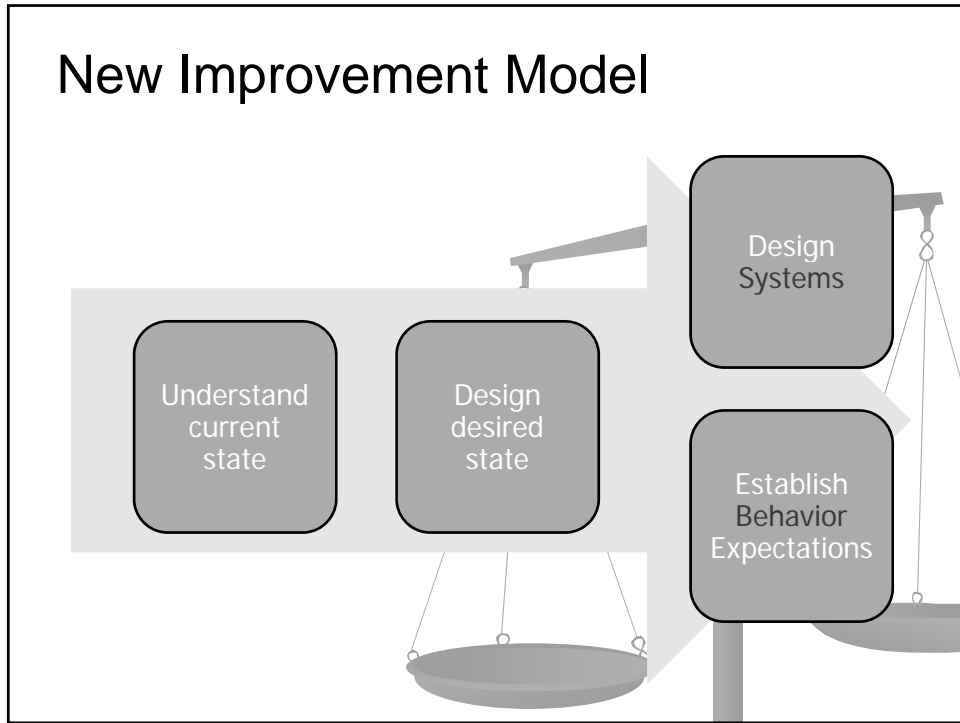 New Improvement Model
Understand
current
state
Design
desired
state
Design
Systems
Establish
Behavior
Expectations